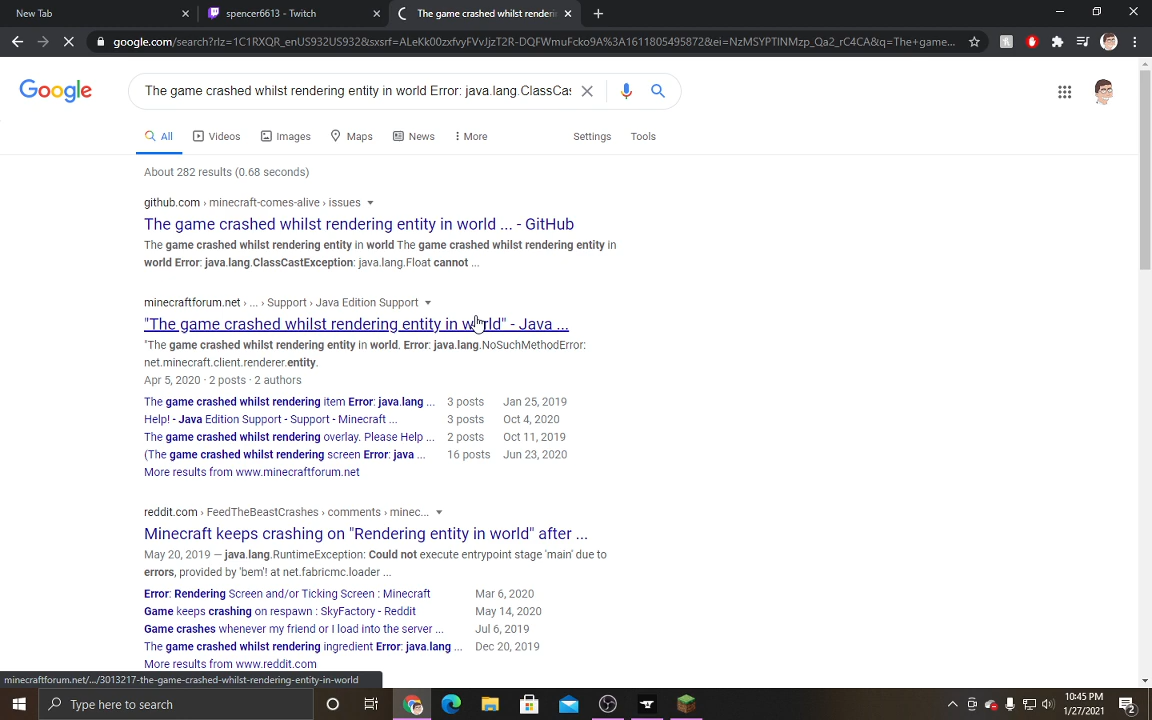 New Tab
spencer6613 - Twitch
The game crashed whilst renderin
google.com/search?rlz=1C1RXQR_enUS932US932&sxsrf=ALeKk00zxfvyFVvJjzT2R-DQFWmuFcko9A%3A1611805495872&ei=NzMSYPTINMzp_Qa2_rC4CA&q=The+game...
Google
The game crashed whilst rendering entity in world Error: java.lang.ClassCas
All
Videos
Images
Maps
News
More
Settings
Tools
About 282 results (0.68 seconds)
github.com › minecraft-comes-alive › issues
The game crashed whilst rendering entity in world ... - GitHub
The game crashed whilst rendering entity in world The game crashed whilst rendering entity in
world Error: java.lang.ClassCastException: java.lang.Float cannot ...
minecraftforum.net › ... › Support › Java Edition Support
"The game crashed whilst rendering entity in world" - Java ...
"The game crashed whilst rendering entity in world. Error: java.lang.NoSuchMethodError:
net.minecraft.client.renderer.entity.
Apr 5, 2020 · 2 posts · 2 authors
The game crashed whilst rendering item Error: java.lang ... 3 posts Jan 25, 2019
Help! - Java Edition Support - Support - Minecraft ... 3 posts Oct 4, 2020
The game crashed whilst rendering overlay. Please Help ... 2 posts Oct 11, 2019
(The game crashed whilst rendering screen Error: java ... 16 posts Jun 23, 2020
More results from www.minecraftforum.net
reddit.com › FeedTheBeastCrashes › comments › minec...
Minecraft keeps crashing on "Rendering entity in world" after ...
May 20, 2019 — java.lang.RuntimeException: Could not execute entrypoint stage 'main' due to
errors, provided by 'bem'! at net.fabricmc.loader ...
Error: Rendering Screen and/or Ticking Screen : Minecraft Mar 6, 2020
Game keeps crashing on respawn : SkyFactory - Reddit May 14, 2020
Game crashes whenever my friend or I load into the server ... Jul 6, 2019
The game crashed whilst rendering ingredient Error: java.lang ... Dec 20, 2019
More results from www.reddit.com
minecraftforum.net/.../3013217-the-game-crashed-whilst-rendering-entity-in-world
Type here to search
10:45 PM
1/27/2021
2